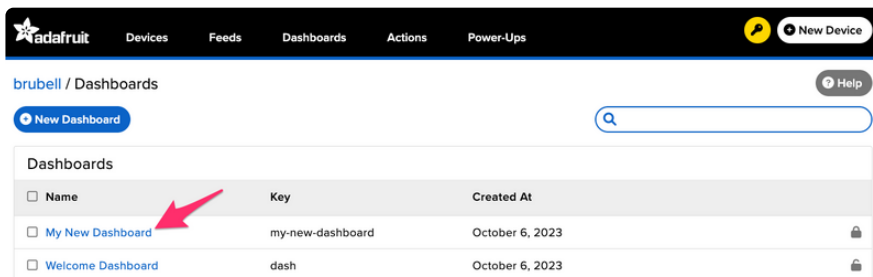 adafruit Devices Feeds Dashboards Actions Power-Ups New Device
brubell / Dashboards Help
New Dashboard
Dashboards
Name Key Created At
My New Dashboard my-new-dashboard October 6, 2023
Welcome Dashboard dash October 6, 2023